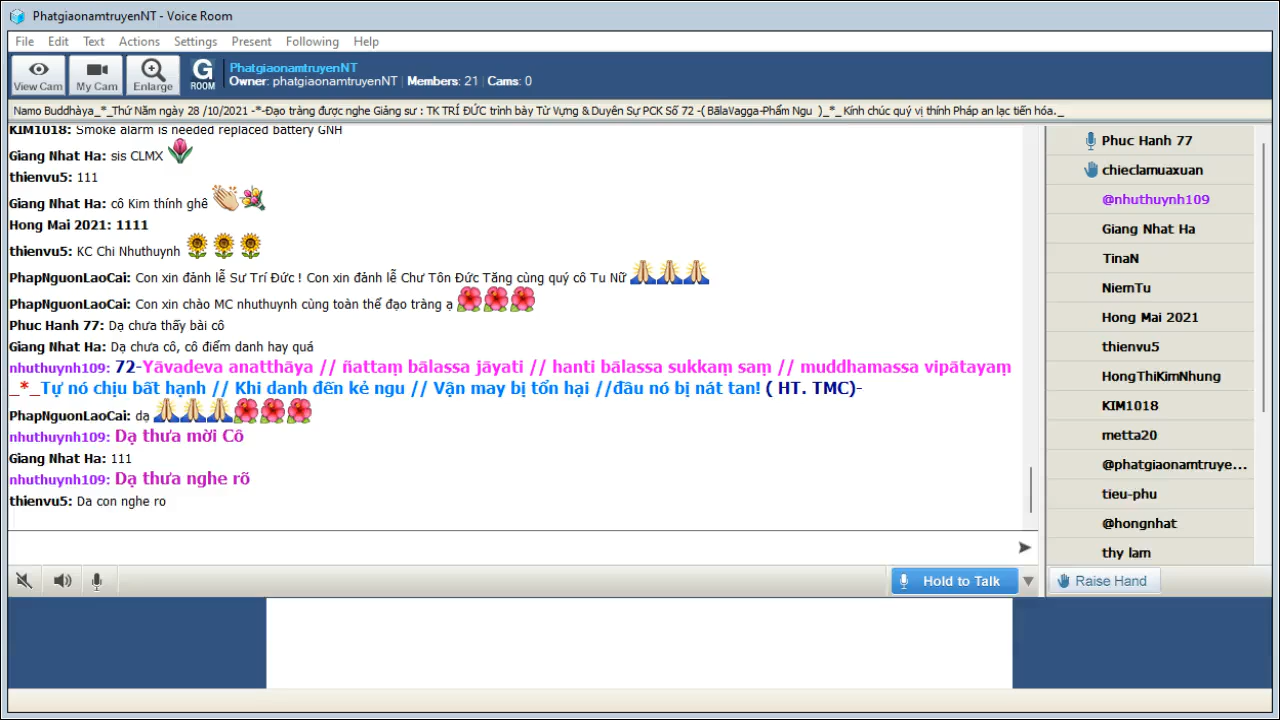 PhatgiaonamtruyenNT - Voice Room
File Edit Text Actions Settings Present Following Help
View Cam
My Cam
Enlarge
G
ROOM
PhatgiaonamtruyenNT
Owner: phatgiaonamtruyenNT | Members: 21 | Cams: 0
Namo Buddhàya_*_Thứ Năm ngày 28 /10/2021 -*-Đạo tràng được nghe Giảng sư : TK TRÍ ĐỨC trình bày Từ Vựng & Duyên Sự PCK Số 72 -( BãlaVagga-Phẩm Ngu )_*_Kính chúc quý vị thính Pháp an lạc tiến hóa._
KIM1018: Smoke alarm is needed replaced battery GNH
Giang Nhat Ha: sis CLMX
thienvu5: 111
Giang Nhat Ha: cô Kim thính ghê
Hong Mai 2021: 1111
thienvu5: KC Chi Nhuthuynh
PhapNguonLaoCai: Con xin đảnh lễ Sư Trí Đức ! Con xin đảnh lễ Chư Tôn Đức Tăng cùng quý cô Tu Nữ
PhapNguonLaoCai: Con xin chào MC nhuthuynh cùng toàn thể đạo tràng ạ
Phuc Hanh 77: Dạ chưa thấy bài cô
Giang Nhat Ha: Dạ chưa cô, cô điểm danh hay quá
nhuthuynh109: 72-Yāvadeva anatthāya // ñattaṃ bālassa jāyati // hanti bālassa sukkaṃ saṃ // muddhamassa vipātayaṃ
_*_Tự nó chịu bất hạnh // Khi danh đến kẻ ngu // Vận may bị tổn hại //đầu nó bị nát tan! ( HT. TMC)-
PhapNguonLaoCai: dạ
nhuthuynh109: Dạ thưa mời Cô
Giang Nhat Ha: 111
nhuthuynh109: Dạ thưa nghe rõ
thienvu5: Da con nghe ro
Phuc Hanh 77
chieclamuaxuan
@nhuthuynh109
Giang Nhat Ha
TinaN
NiemTu
Hong Mai 2021
thienvu5
HongThiKimNhung
KIM1018
metta20
@phatgiaonamtruye...
tieu-phu
@hongnhat
thy lam
Hold to Talk
Raise Hand